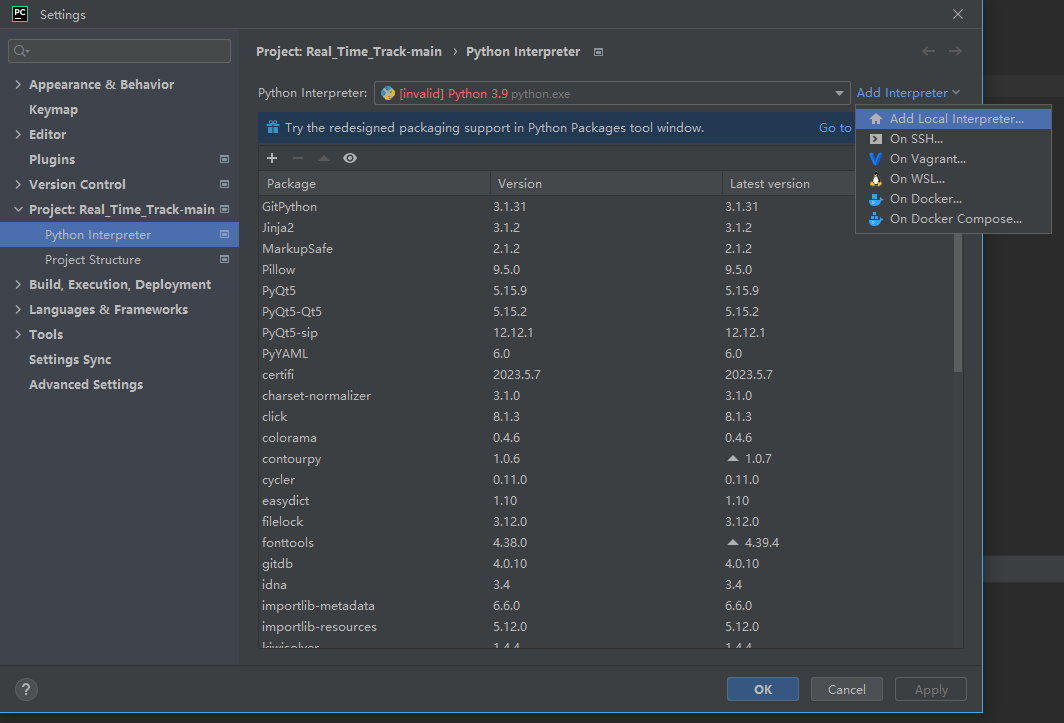 PC
Settings
Appearance & Behavior
Keymap
Editor
Plugins
Version Control
Project: Real_Time_Track-main
Python Interpreter
Project Structure
Build, Execution, Deployment
Languages & Frameworks
Tools
Settings Sync
Advanced Settings
Project: Real_Time_Track-main › Python Interpreter
Python Interpreter: [invalid] Python 3.9 python.exe Add Interpreter
Try the redesigned packaging support in Python Packages tool window. Go to
Add Local Interpreter...
On SSH...
On Vagrant...
On WSL...
On Docker...
On Docker Compose...
Package Version Latest version
GitPython 3.1.31 3.1.31
Jinja2 3.1.2 3.1.2
MarkupSafe 2.1.2 2.1.2
Pillow 9.5.0 9.5.0
PyQt5 5.15.9 5.15.9
PyQt5-Qt5 5.15.2 5.15.2
PyQt5-sip 12.12.1 12.12.1
PyYAML 6.0 6.0
certifi 2023.5.7 2023.5.7
charset-normalizer 3.1.0 3.1.0
click 8.1.3 8.1.3
colorama 0.4.6 0.4.6
contourpy 1.0.6 1.0.7
cycler 0.11.0 0.11.0
easydict 1.10 1.10
filelock 3.12.0 3.12.0
fonttools 4.38.0 4.39.4
gitdb 4.0.10 4.0.10
idna 3.4 3.4
importlib-metadata 6.6.0 6.6.0
importlib-resources 5.12.0 5.12.0
kiwisolver 1.4.4 1.4.4
?
OK Cancel Apply